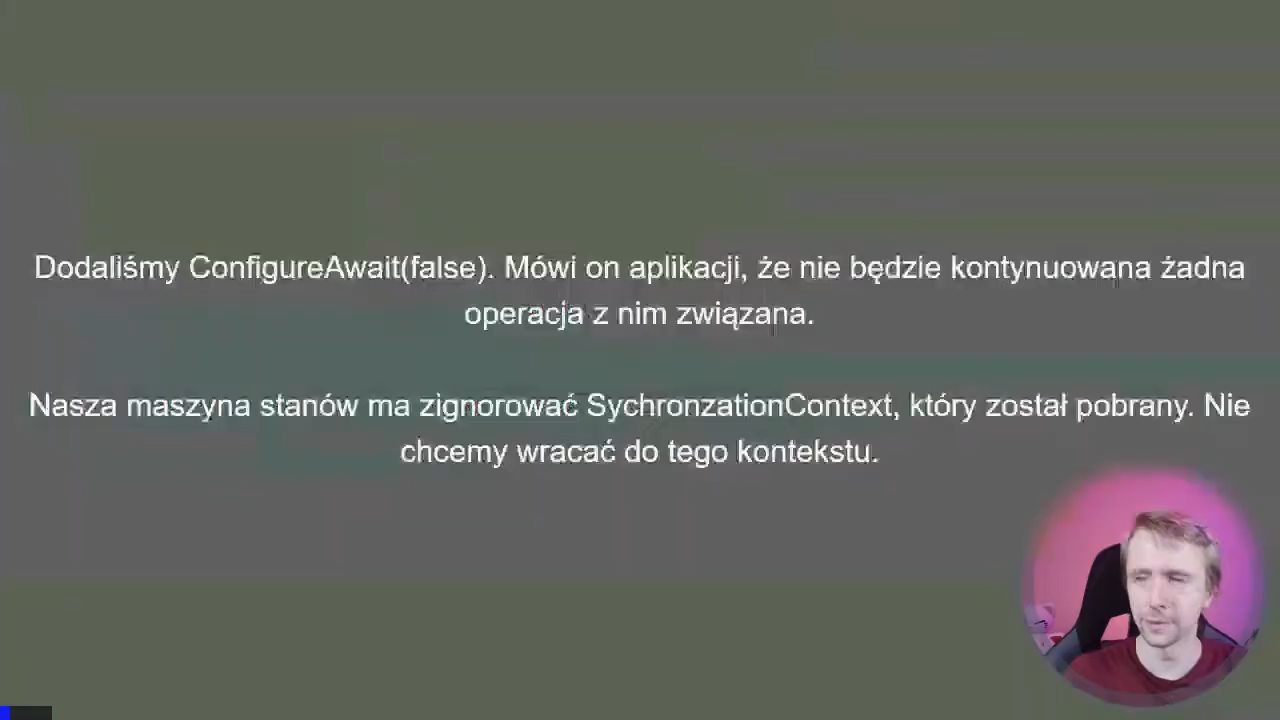 Dodaliśmy ConfigureAwait(false). Mówi on aplikacji, że nie będzie kontynuowana żadna
operacja z nim związana.
Nasza maszyna stanów ma zignorować SychronzationContext, który został pobrany. Nie
chcemy wracać do tego kontekstu.